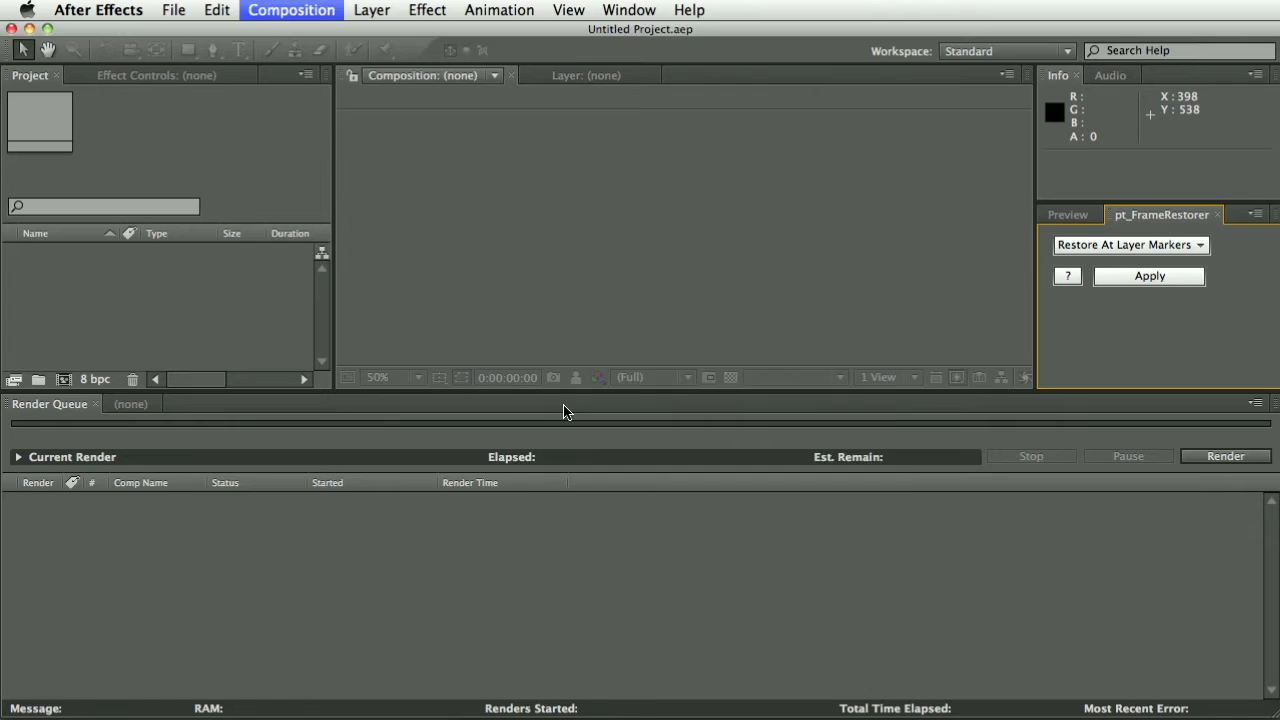 After Effects File Edit Composition Layer Effect Animation View Window Help
Untitled Project.aep
Workspace: Standard Search Help
Project Effect Controls: (none) Composition: (none) Layer: (none) Info Audio
R: X: 398
G: Y: 538
B:
A: 0
Preview pt_FrameRestorer
Name Type Size Duration
Restore At Layer Markers
? Apply
8 bpc 50% 0:00:00:00 (Full) 1 View
Render Queue (none)
Current Render Elapsed: Est. Remain: Stop Pause Render
Render # Comp Name Status Started Render Time
Message: RAM: Renders Started: Total Time Elapsed: Most Recent Error: